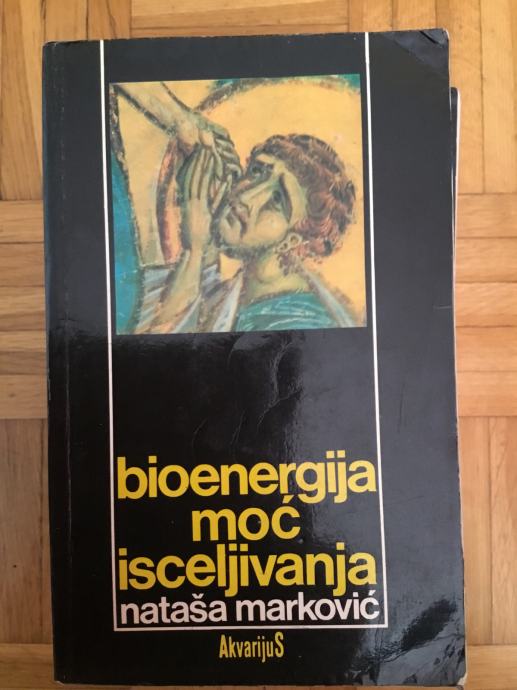 bioenergija
moć
isceljivanja
nataša marković
AkvarijuS